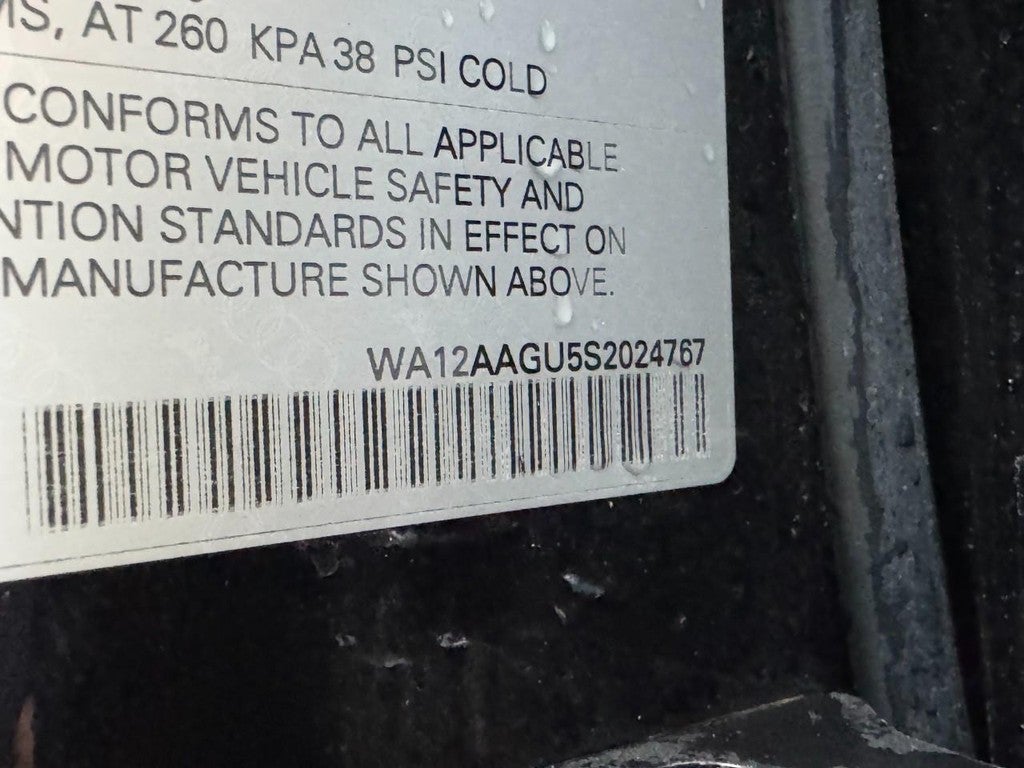 MS, AT 260 KPA 38 PSI COLD
CONFORMS TO ALL APPLICABLE
MOTOR VEHICLE SAFETY AND
NTION STANDARDS IN EFFECT ON
MANUFACTURE SHOWN ABOVE.
WA12AAGU5S2024767